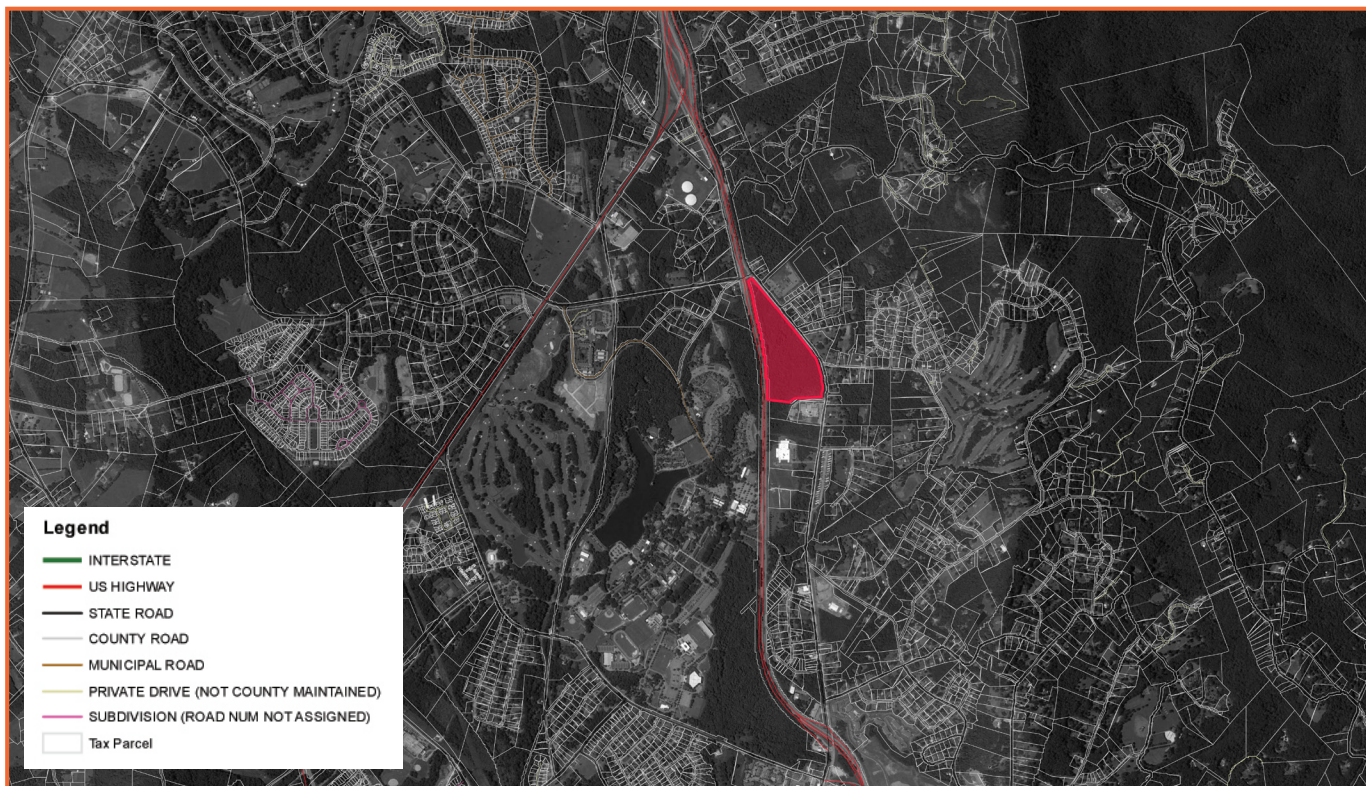 Legend
INTERSTATE
US HIGHWAY
STATE ROAD
COUNTY ROAD
MUNICIPAL ROAD
PRIVATE DRIVE (NOT COUNTY MAINTAINED)
SUBDIVISION (ROAD NUM NOT ASSIGNED)
Tax Parcel